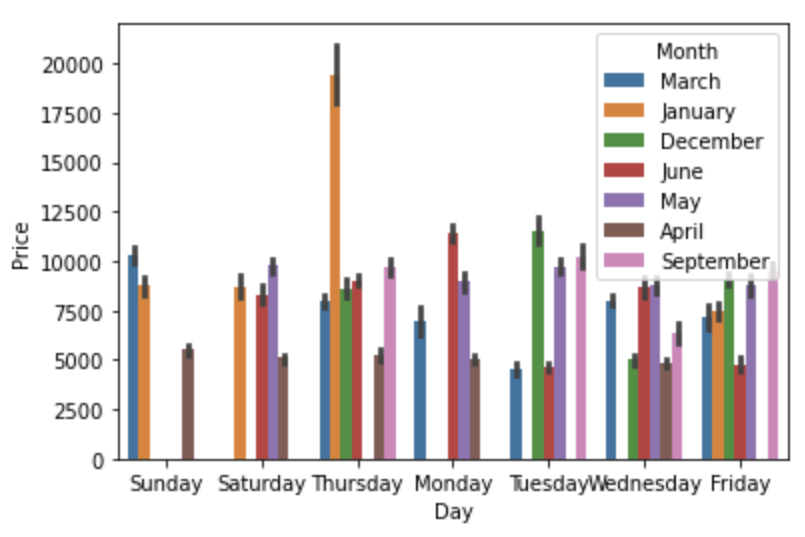 20000
17500
15000
12500
10000
7500
5000
2500
0
Price
Month
March
January
December
June
May
April
September
Sunday Saturday Thursday Monday Tuesday Wednesday Friday
Day